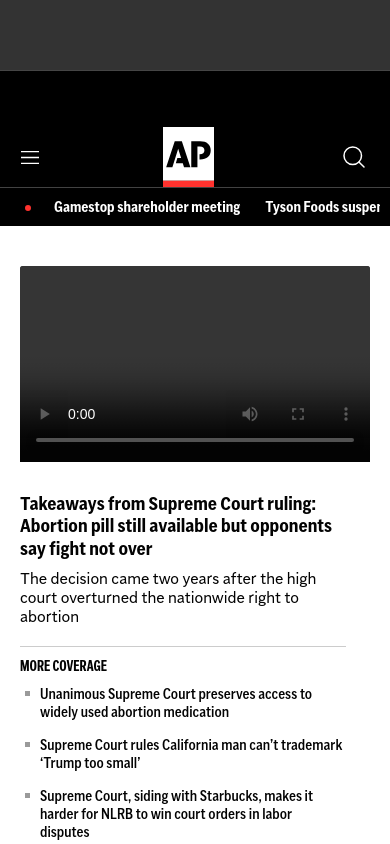 AP
Gamestop shareholder meeting Tyson Foods
0:00
Takeaways from Supreme Court ruling:
Abortion pill still available but opponents
say fight not over
The decision came two years after the high
court overturned the nationwide right to
abortion
MORE COVERAGE
Unanimous Supreme Court preserves access to
widely used abortion medication
Supreme Court rules California man can’t trademark
‘Trump too small’
Supreme Court, siding with Starbucks, makes it
harder for NLRB to win court orders in labor
disputes